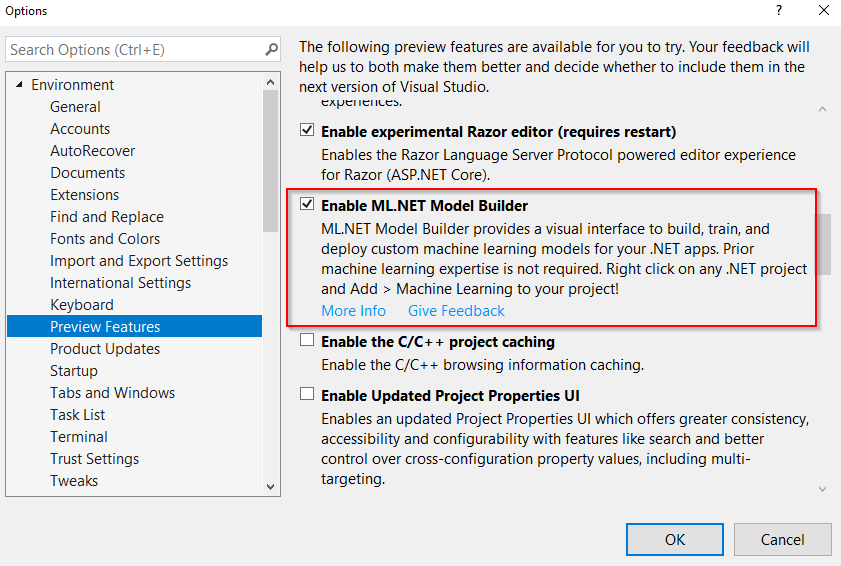 Options
?
Search Options (Ctrl+E)
Environment
General
Accounts
AutoRecover
Documents
Extensions
Find and Replace
Fonts and Colors
Import and Export Settings
International Settings
Keyboard
Preview Features
Product Updates
Startup
Tabs and Windows
Task List
Terminal
Trust Settings
Tweaks
The following preview features are available for you to try. Your feedback will
help us to both make them better and decide whether to include them in the
next version of Visual Studio.
experiences.
Enable experimental Razor editor (requires restart)
Enables the Razor Language Server Protocol powered editor experience
for Razor (ASP.NET Core).
Enable ML.NET Model Builder
ML.NET Model Builder provides a visual interface to build, train, and
deploy custom machine learning models for your .NET apps. Prior
machine learning expertise is not required. Right click on any .NET project
and Add > Machine Learning to your project!
More Info Give Feedback
Enable the C/C++ project caching
Enable the C/C++ browsing information caching.
Enable Updated Project Properties UI
Enables an updated Project Properties UI which offers greater consistency,
accessibility and configurability with features like search and better
control over cross-configuration property values, including multi-
targeting.
OK Cancel